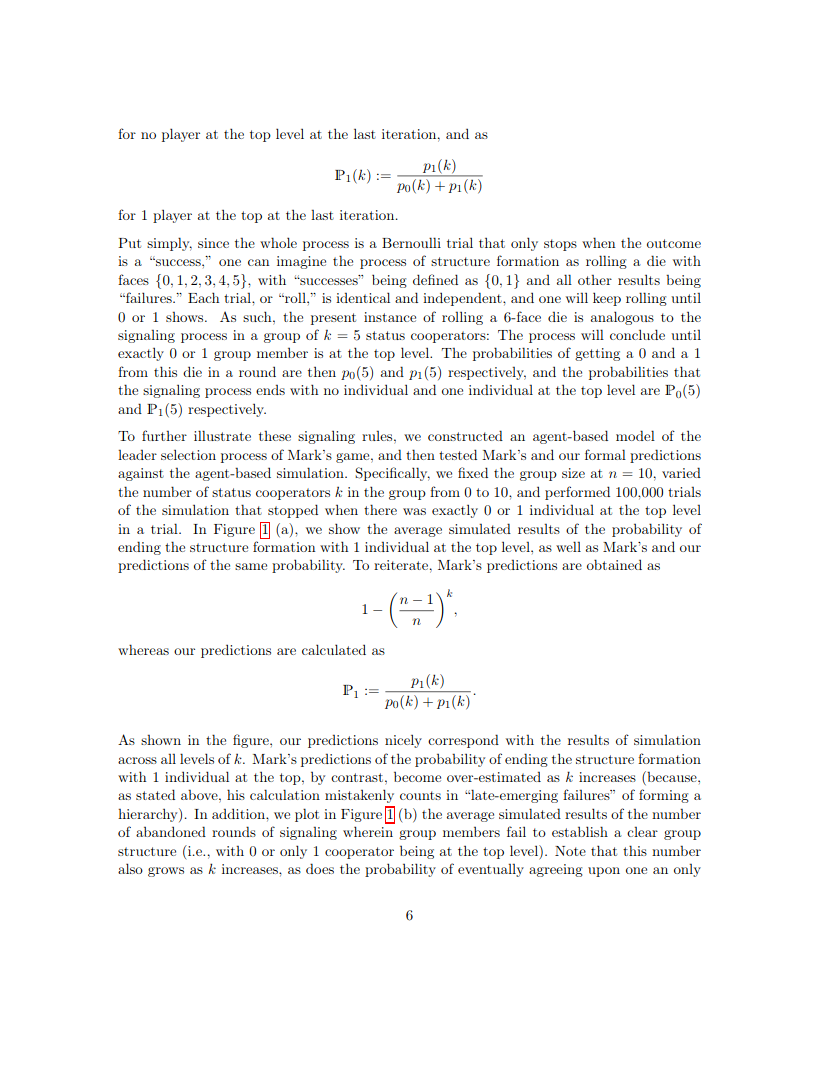 for no player at the top level at the last iteration, and as
ℙ₁(k) := p₁(k) / (p₀(k) + p₁(k))
for 1 player at the top at the last iteration.
Put simply, since the whole process is a Bernoulli trial that only stops when the outcome
is a “success,” one can imagine the process of structure formation as rolling a die with
faces {0, 1, 2, 3, 4, 5}, with “successes” being defined as {0, 1} and all other results being
“failures.” Each trial, or “roll,” is identical and independent, and one will keep rolling until
0 or 1 shows. As such, the present instance of rolling a 6-face die is analogous to the
signaling process in a group of k = 5 status cooperators: The process will conclude until
exactly 0 or 1 group member is at the top level. The probabilities of getting a 0 and a 1
from this die in a round are then p₀(5) and p₁(5) respectively, and the probabilities that
the signaling process ends with no individual and one individual at the top level are ℙ₀(5)
and ℙ₁(5) respectively.
To further illustrate these signaling rules, we constructed an agent-based model of the
leader selection process of Mark’s game, and then tested Mark’s and our formal predictions
against the agent-based simulation. Specifically, we fixed the group size at n = 10, varied
the number of status cooperators k in the group from 0 to 10, and performed 100,000 trials
of the simulation that stopped when there was exactly 0 or 1 individual at the top level
in a trial. In Figure 1 (a), we show the average simulated results of the probability of
ending the structure formation with 1 individual at the top level, as well as Mark’s and our
predictions of the same probability. To reiterate, Mark’s predictions are obtained as
1 − ((n − 1) / n)ᵏ,
whereas our predictions are calculated as
ℙ₁ := p₁(k) / (p₀(k) + p₁(k)).
As shown in the figure, our predictions nicely correspond with the results of simulation
across all levels of k. Mark’s predictions of the probability of ending the structure formation
with 1 individual at the top, by contrast, become over-estimated as k increases (because,
as stated above, his calculation mistakenly counts in “late-emerging failures” of forming a
hierarchy). In addition, we plot in Figure 1 (b) the average simulated results of the number
of abandoned rounds of signaling wherein group members fail to establish a clear group
structure (i.e., with 0 or only 1 cooperator being at the top level). Note that this number
also grows as k increases, as does the probability of eventually agreeing upon one an only
6